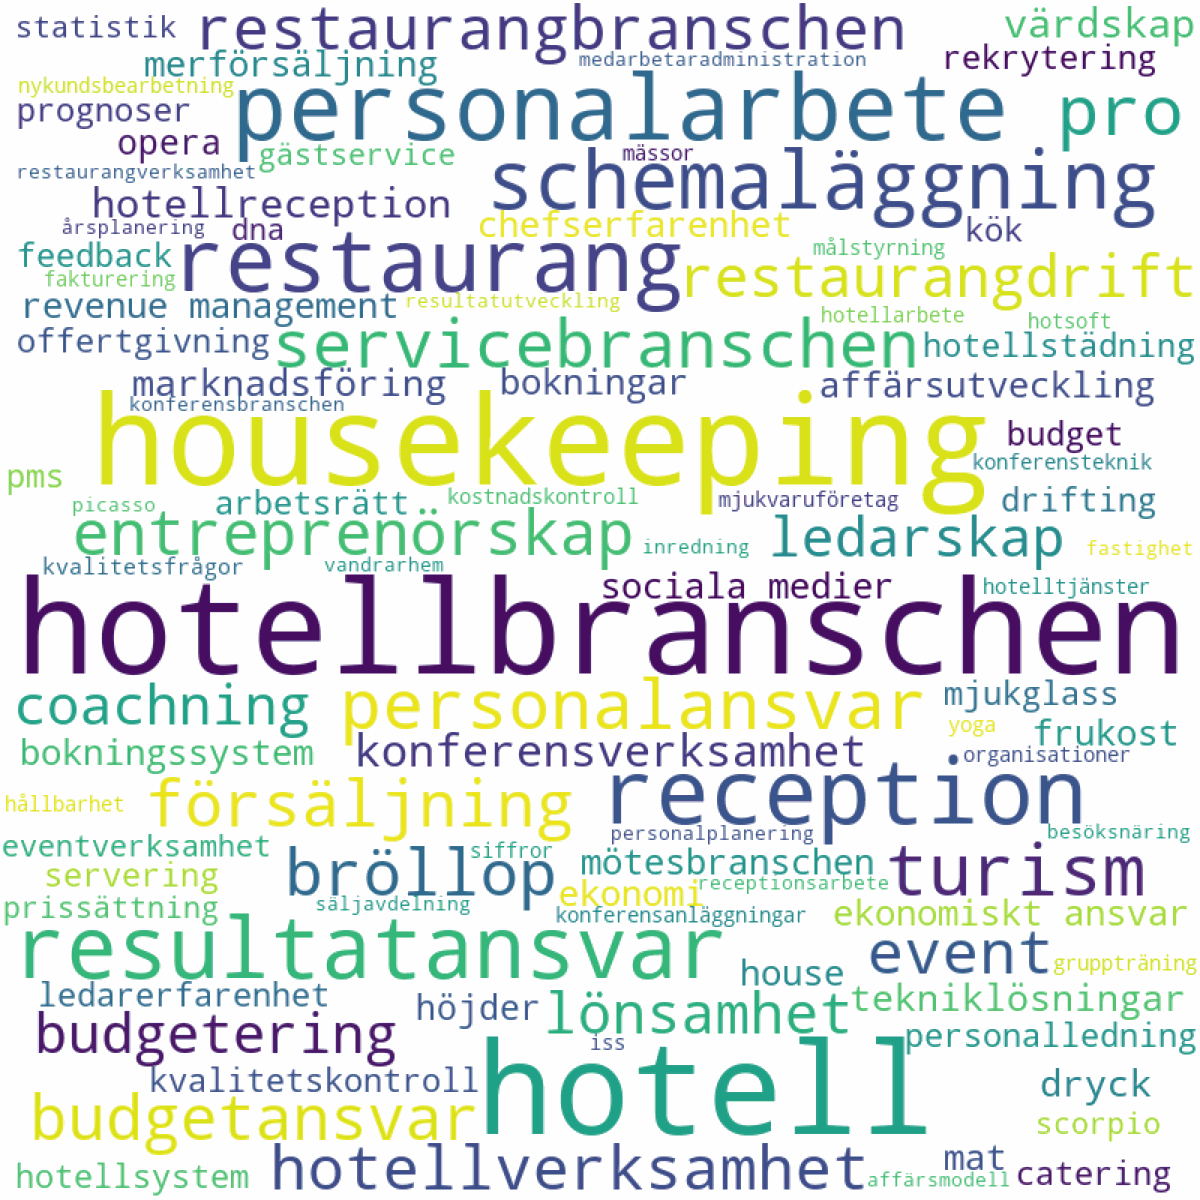 statistik
restaurangbranschen
värdskap
merförsäljning
medarbetaradministration
rekrytering
nykundsbearbetning
personalarbete
pro
prognoser
opera
gästservice
mässor
schemaläggning
restaurangverksamhet
hotellreception
chefserfarenhet
kök
årsplanering
dna
restaurang
målstyrning
feedback
restaurangdrift
fakturering
revenue management
resultatutveckling
hotellarbete
hotsoft
offertgivning
servicebranschen
hotellstädning
marknadsföring
bokningar
affärsutveckling
konferensbranschen
housekeeping
budget
konferensteknik
pms
picasso
arbetsrätt
kostnadskontroll
mjukvaruföretag
drifting
entreprenörskap
inredning
ledarskap
fastighet
kvalitetsfrågor
vandrarhem
sociala medier
hotelltjänster
hotellbranschen
coachning
personalansvar
mjukglass
yoga
frukost
bokningssystem
konferensverksamhet
organisationer
hållbarhet
försäljning
reception
personalplanering
besöksnäring
eventverksamhet
siffror
mötesbranschen
turism
servering
bröllop
ekonomi
receptionsarbete
prissättning
säljavdelning
konferensanläggningar
ekonomiskt ansvar
resultatansvar
event
gruppträning
house
ledarerfarenhet
höjder
lönsamhet
tekniklösningar
budgetering
iss
personalledning
kvalitetskontroll
hotell
dryck
budgetansvar
scorpio
hotellsystem
hotellverksamhet
mat
affärsmodell
catering